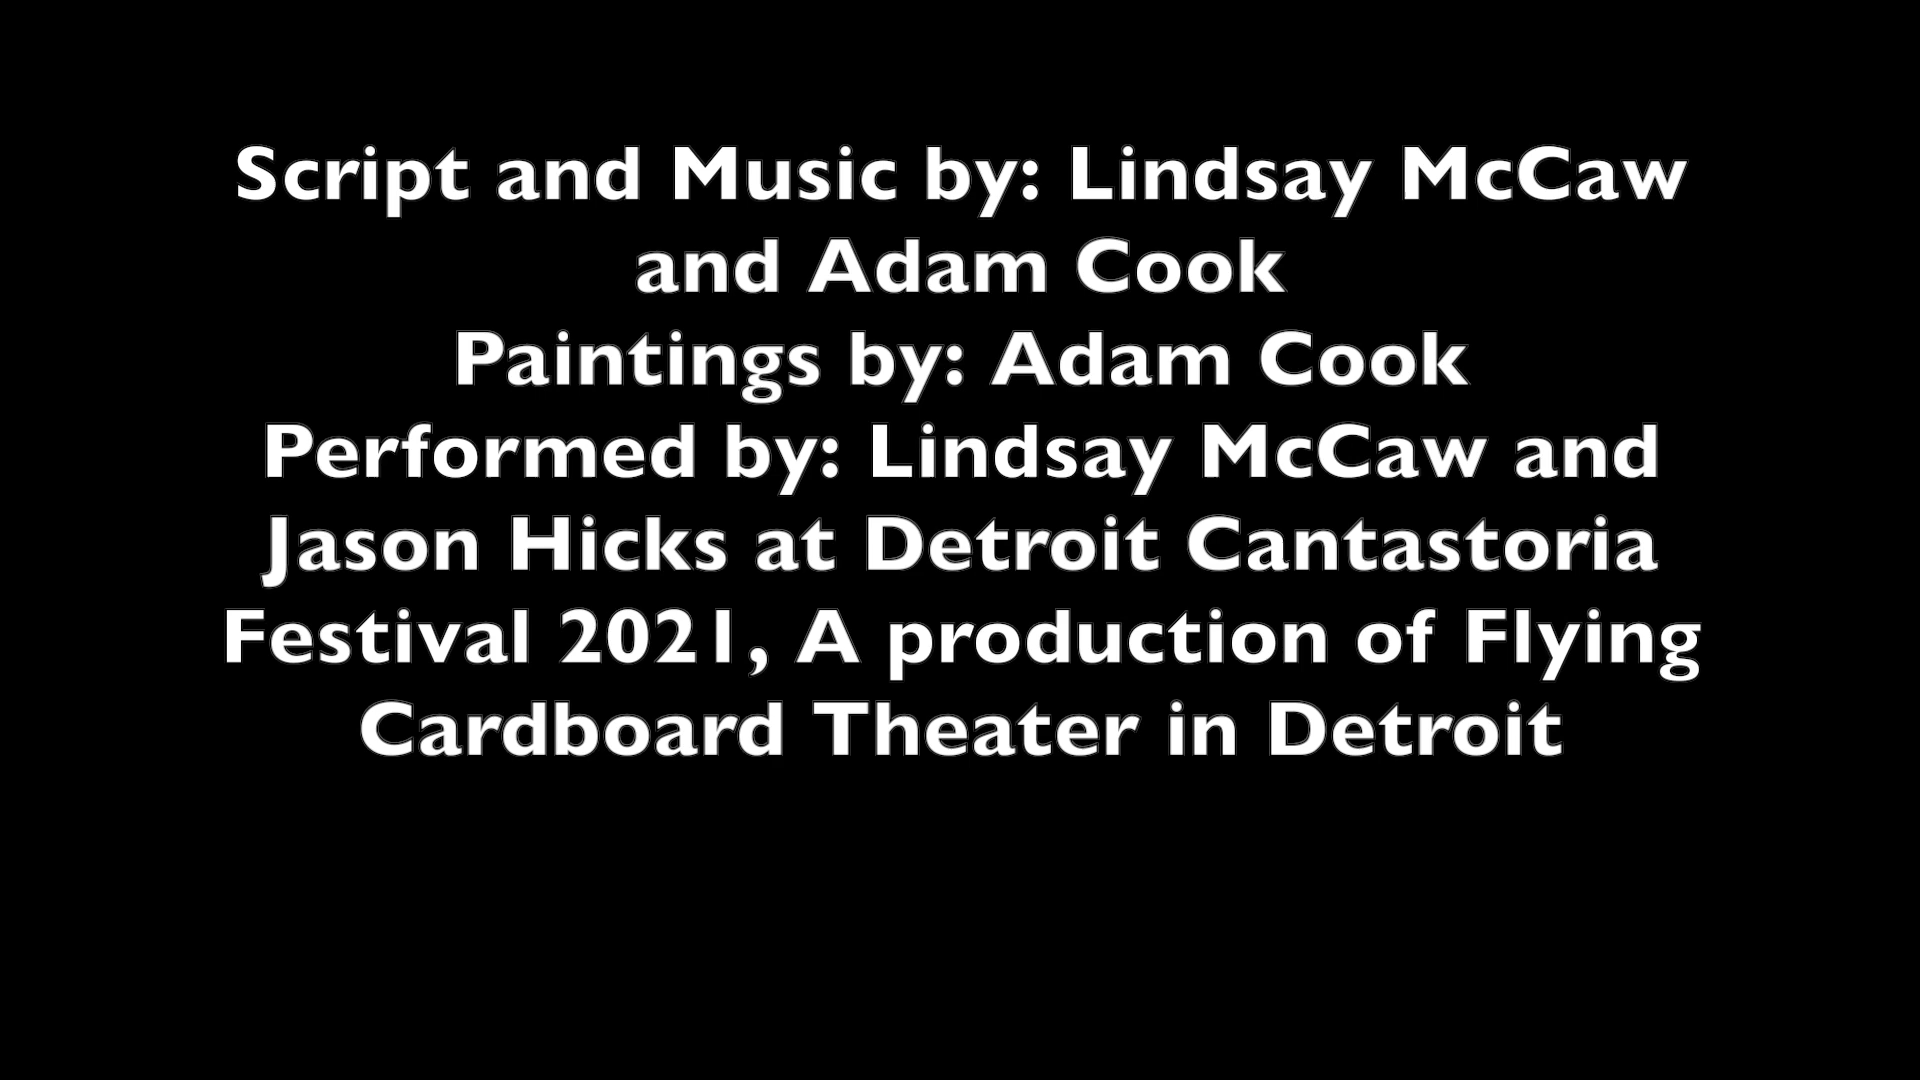 Script and Music by: Lindsay McCaw
and Adam Cook
Paintings by: Adam Cook
Performed by: Lindsay McCaw and
Jason Hicks at Detroit Cantastoria
Festival 2021, A production of Flying
Cardboard Theater in Detroit